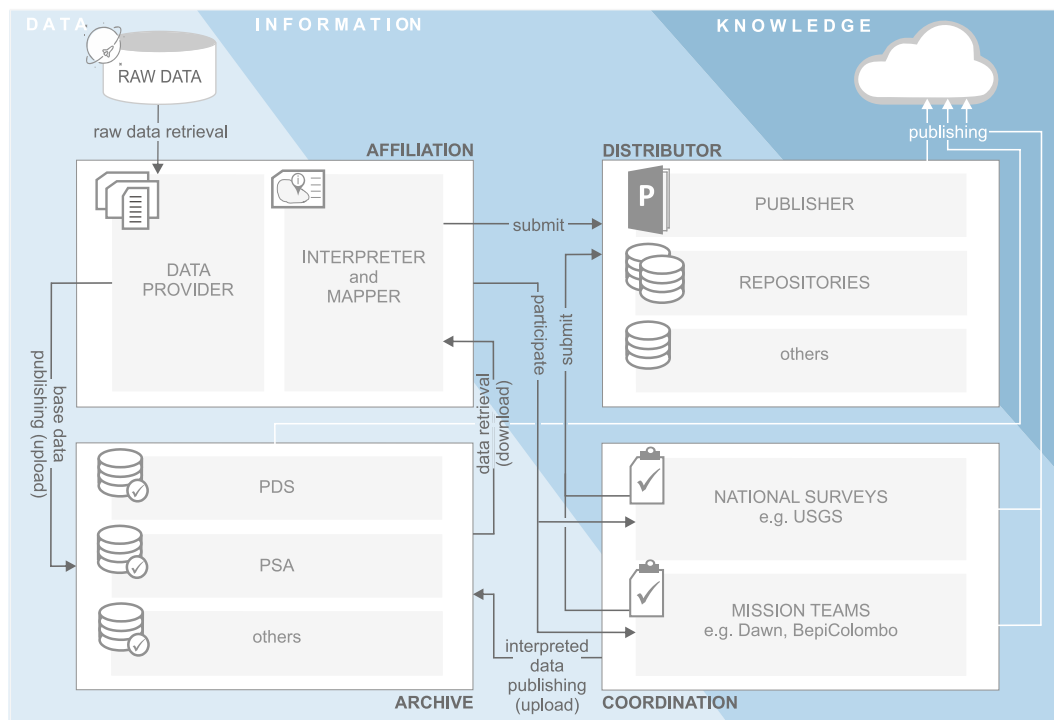 DATA
INFORMATION
KNOWLEDGE
RAW DATA
raw data retrieval
publishing
AFFILIATION
DISTRIBUTOR
DATA
PROVIDER
INTERPRETER
and
MAPPER
submit
P
PUBLISHER
REPOSITORIES
others
participate
submit
base data
publishing (upload)
data retrieval
(download)
PDS
PSA
others
ARCHIVE
NATIONAL SURVEYS
e.g. USGS
MISSION TEAMS
e.g. Dawn, BepiColombo
interpreted
data
publishing
(upload)
COORDINATION